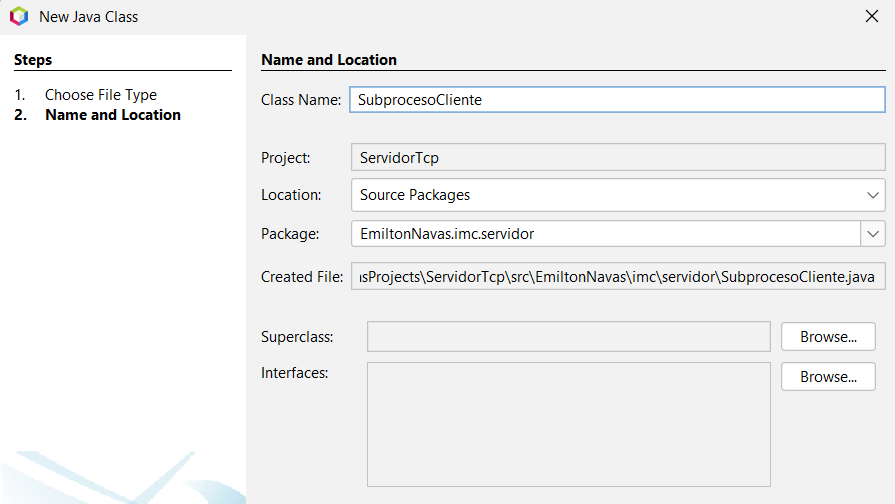 New Java Class
Steps
1. Choose File Type
2. Name and Location
Name and Location
Class Name: SubprocesoCliente
Project: ServidorTcp
Location: Source Packages
Package: EmiltonNavas.imc.servidor
Created File: nsProjects\ServidorTcp\src\EmiltonNavas\imc\servidor\SubprocesoCliente.java
Superclass: Browse...
Interfaces: Browse...